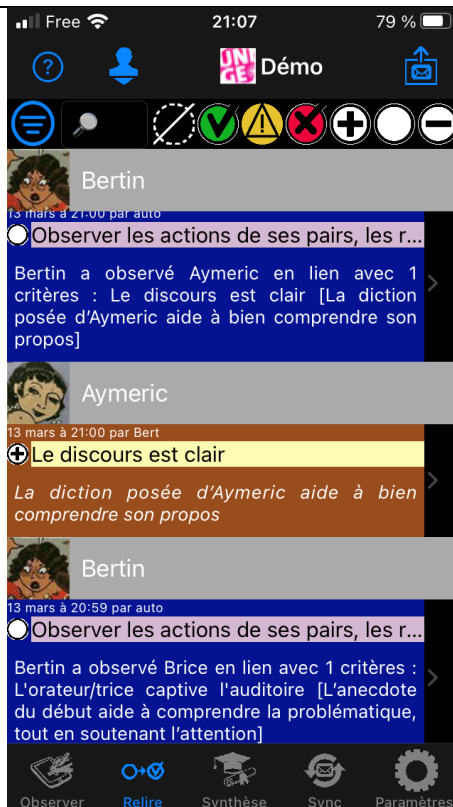 Free 21:07 79 %
? UNI GE Démo
Bertin
13 mars à 21:00 par auto
Observer les actions de ses pairs, les r...
Bertin a observé Aymeric en lien avec 1
critères : Le discours est clair [La diction
posée d’Aymeric aide à bien comprendre son
propos]
Aymeric
13 mars à 21:00 par Bert
Le discours est clair
La diction posée d’Aymeric aide à bien
comprendre son propos
Bertin
13 mars à 20:59 par auto
Observer les actions de ses pairs, les r...
Bertin a observé Brice en lien avec 1 critères :
L'orateur/trice captive l'auditoire [L’anecdote
du début aide à comprendre la problématique,
tout en soutenant l’attention]
Observer Relire Synthèse Sync Paramètres